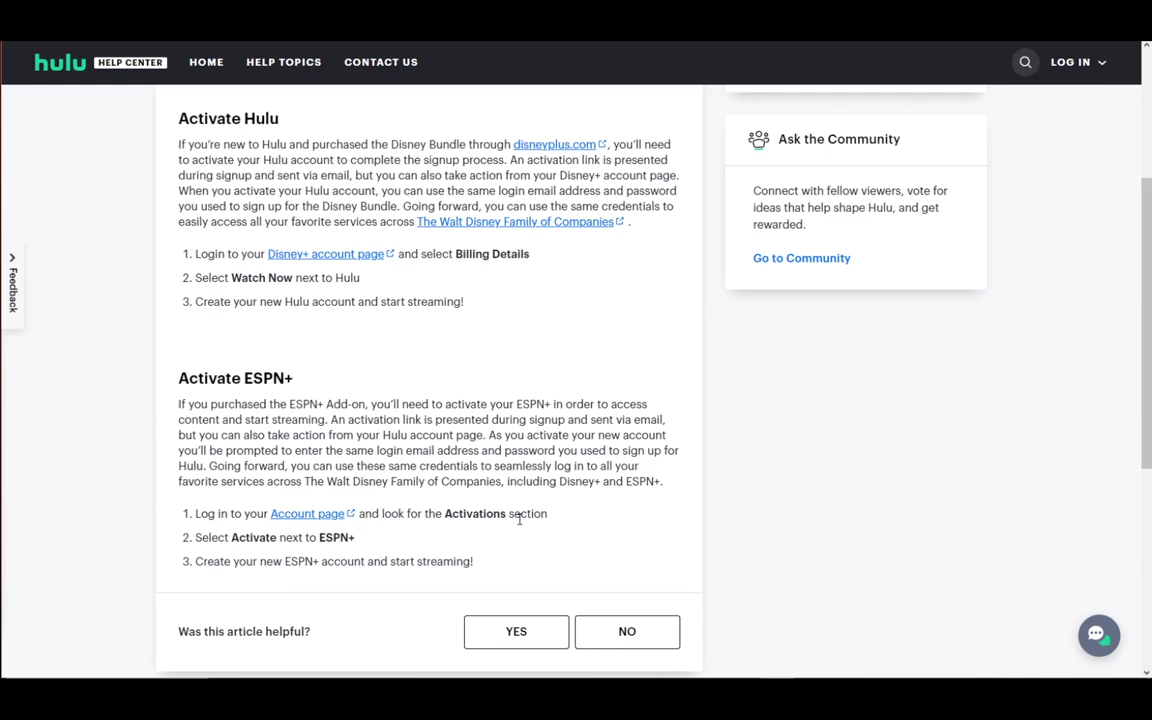 hulu HELP CENTER HOME HELP TOPICS CONTACT US LOG IN
Activate Hulu
If you're new to Hulu and purchased the Disney Bundle through disneyplus.com, you'll need
to activate your Hulu account to complete the signup process. An activation link is presented
during signup and sent via email, but you can also take action from your Disney+ account page.
When you activate your Hulu account, you can use the same login email address and password
you used to sign up for the Disney Bundle. Going forward, you can use the same credentials to
easily access all your favorite services across The Walt Disney Family of Companies .
1. Login to your Disney+ account page and select Billing Details
2. Select Watch Now next to Hulu
3. Create your new Hulu account and start streaming!
Activate ESPN+
If you purchased the ESPN+ Add-on, you'll need to activate your ESPN+ in order to access
content and start streaming. An activation link is presented during signup and sent via email,
but you can also take action from your Hulu account page. As you activate your new account
you'll be prompted to enter the same login email address and password you used to sign up for
Hulu. Going forward, you can use these same credentials to seamlessly log in to all your
favorite services across The Walt Disney Family of Companies, including Disney+ and ESPN+.
1. Log in to your Account page and look for the Activations section
2. Select Activate next to ESPN+
3. Create your new ESPN+ account and start streaming!
Was this article helpful? YES NO
Ask the Community
Connect with fellow viewers, vote for
ideas that help shape Hulu, and get
rewarded.
Go to Community
Feedback